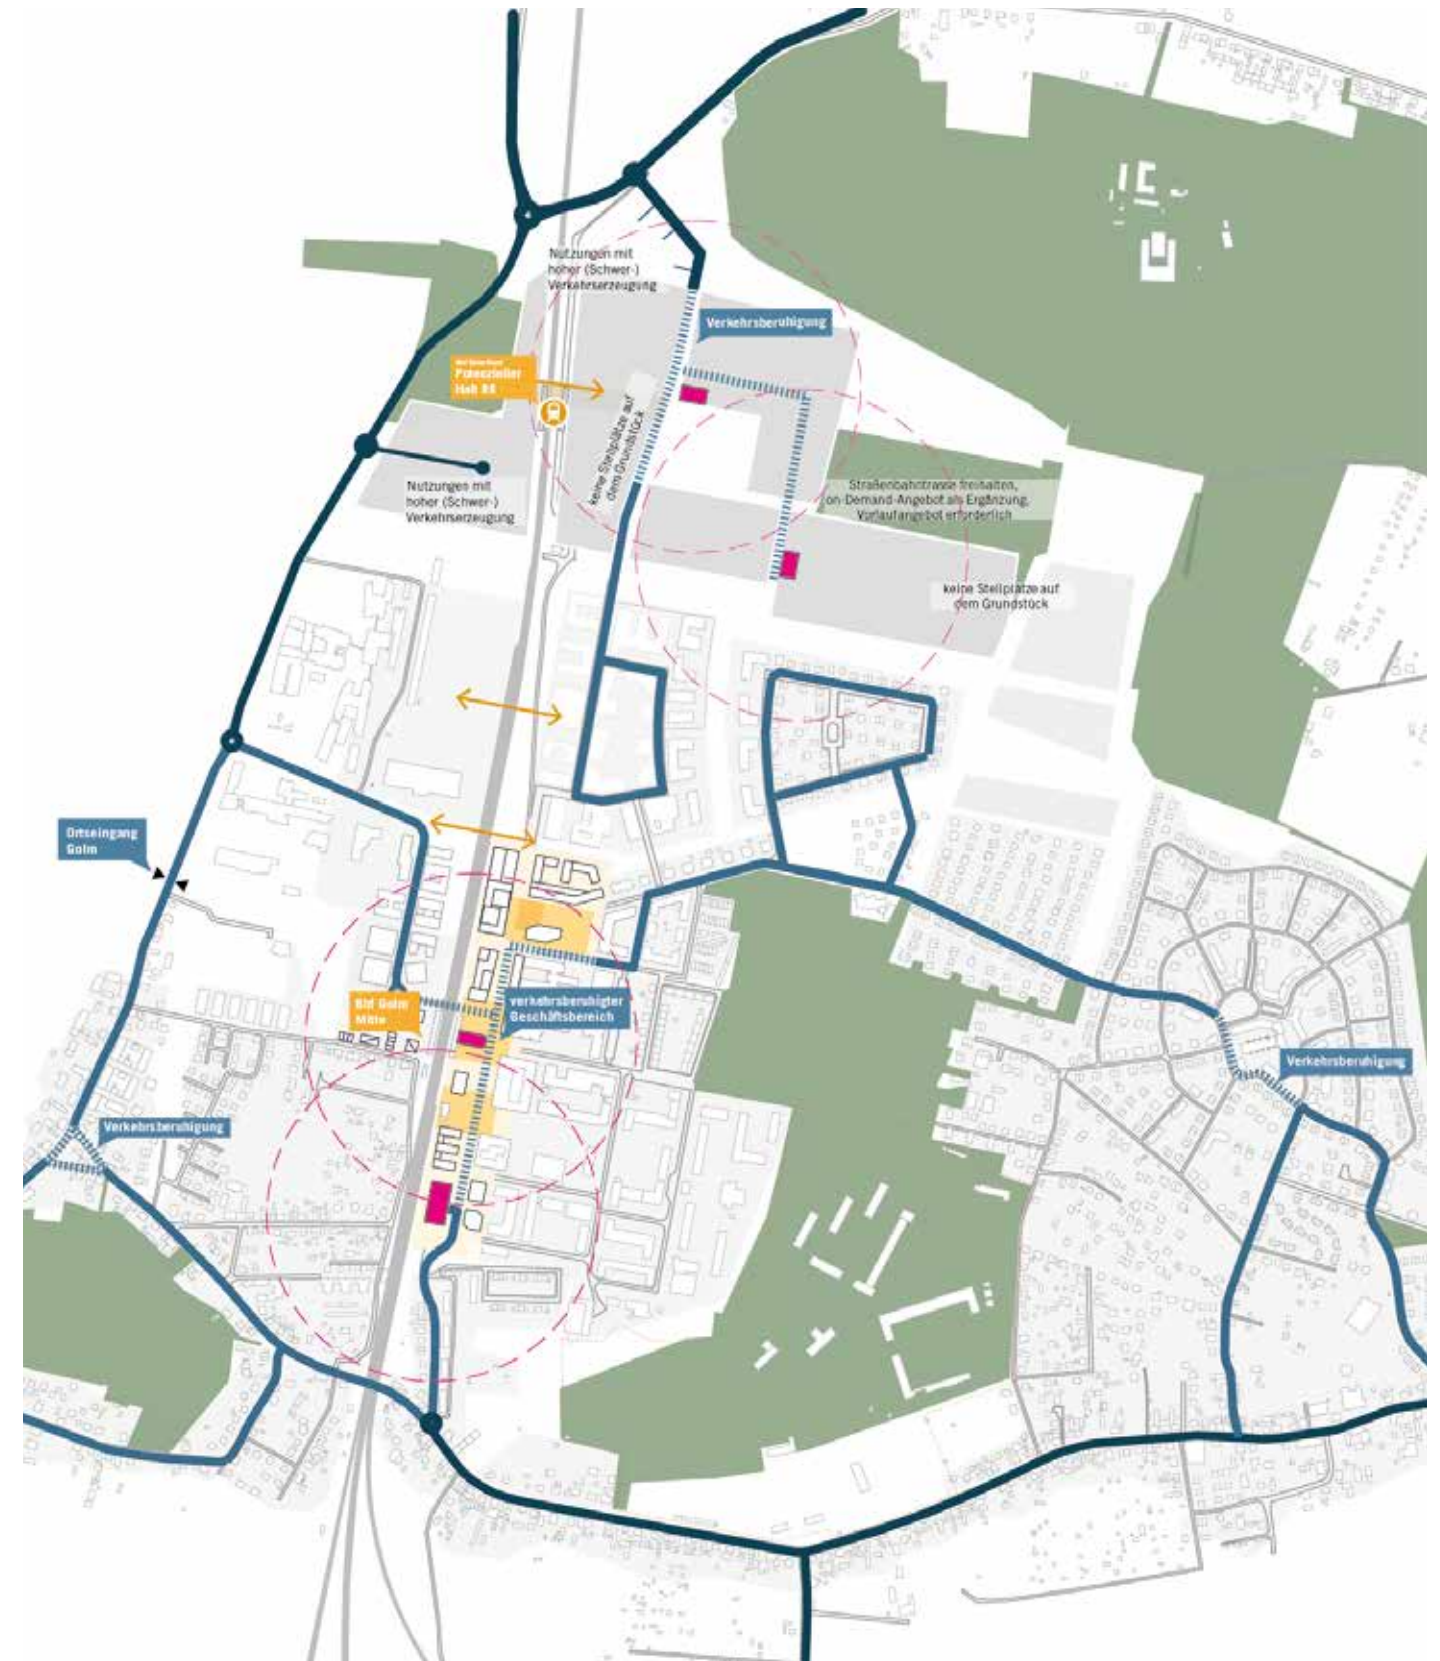 Nutzungen mit
hoher (Schwer-)
Verkehrserzeugung
Verkehrsberuhigung
Potenzieller
Halt RB
keine Stellplätze auf
dem Grundstück
Nutzungen mit
hoher (Schwer-)
Verkehrserzeugung
Straßenbahntrasse freihalten,
on-Demand-Angebot als Ergänzung,
Vorlaufangebot erforderlich
keine Stellplätze auf
dem Grundstück
Ortseingang
Golm
Bhf Golm
Mitte
verkehrsberuhigter
Geschäftsbereich
Verkehrsberuhigung
Verkehrsberuhigung